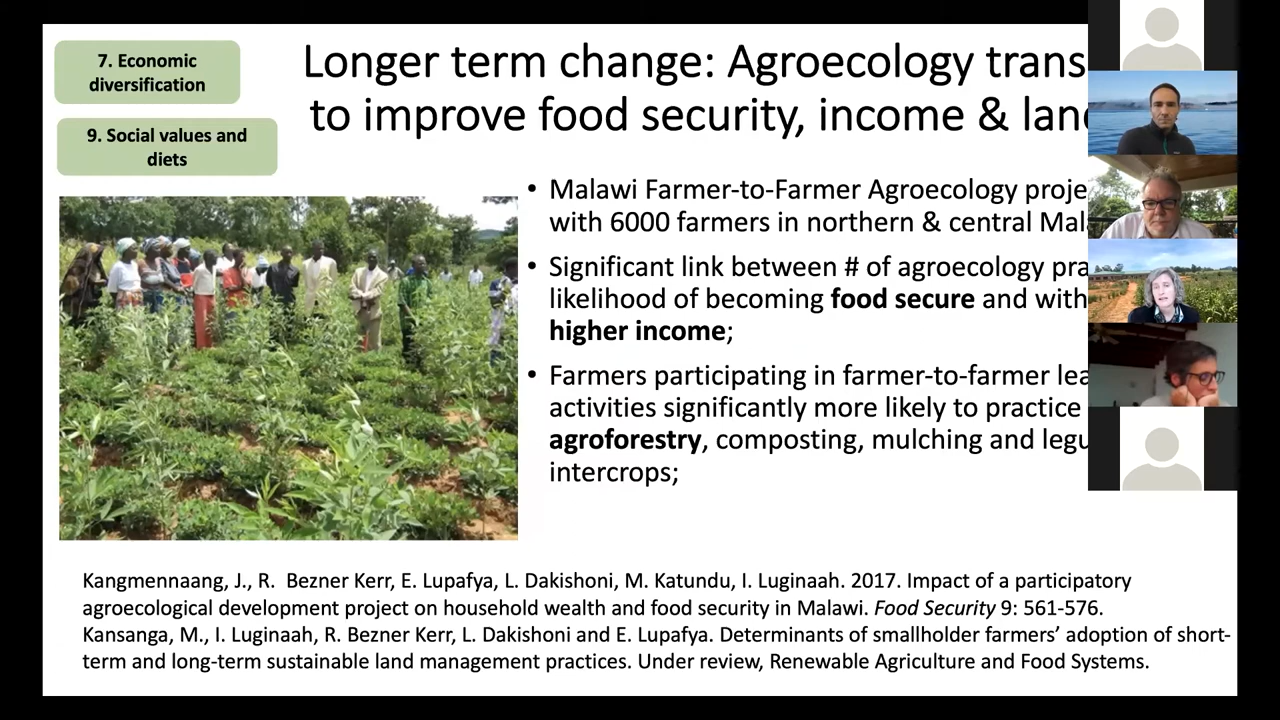 7. Economic
diversification
9. Social values and
diets
Longer term change: Agroecology trans
to improve food security, income & land
• Malawi Farmer-to-Farmer Agroecology proje
with 6000 farmers in northern & central Mal
• Significant link between # of agroecology pra
likelihood of becoming food secure and with
higher income;
• Farmers participating in farmer-to-farmer lea
activities significantly more likely to practice
agroforestry, composting, mulching and legu
intercrops;
Kangmennaang, J., R. Bezner Kerr, E. Lupafya, L. Dakishoni, M. Katundu, I. Luginaah. 2017. Impact of a participatory
agroecological development project on household wealth and food security in Malawi. Food Security 9: 561-576.
Kansanga, M., I. Luginaah, R. Bezner Kerr, L. Dakishoni and E. Lupafya. Determinants of smallholder farmers’ adoption of short-
term and long-term sustainable land management practices. Under review, Renewable Agriculture and Food Systems.